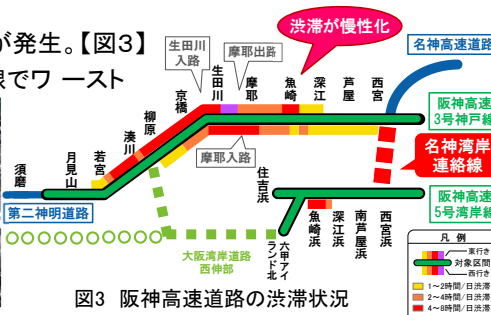 が発生。【図3】
線でワースト
渋滞が慢性化
生田川
入路
摩耶出路
名神高速道路
須磨
月見山
若宮
湊川
柳原
京橋
生田川
摩耶
魚崎
深江
芦屋
西宮
阪神高速
3号神戸線
摩耶入路
名神湾岸
連絡線
第二神明道路
住吉浜
六甲アイ
ランド北
魚崎浜
深江浜
南芦屋浜
西宮浜
阪神高速
5号湾岸線
大阪湾岸道路
西伸部
凡例
東行き
対象区間
西行き
1~2時間/日渋滞
2~4時間/日渋滞
4~8時間/日渋滞
図3 阪神高速道路の渋滞状況